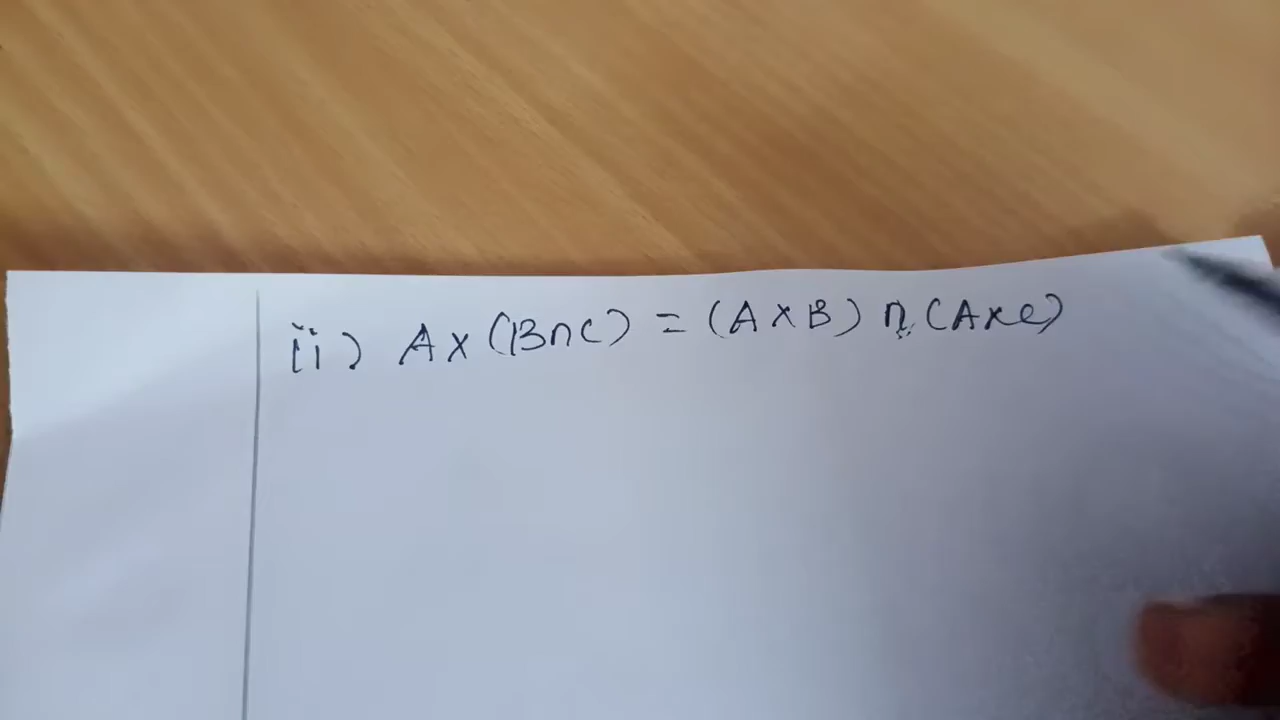 (ii) A × (B∩C) = (A × B) ∩ (A×C)